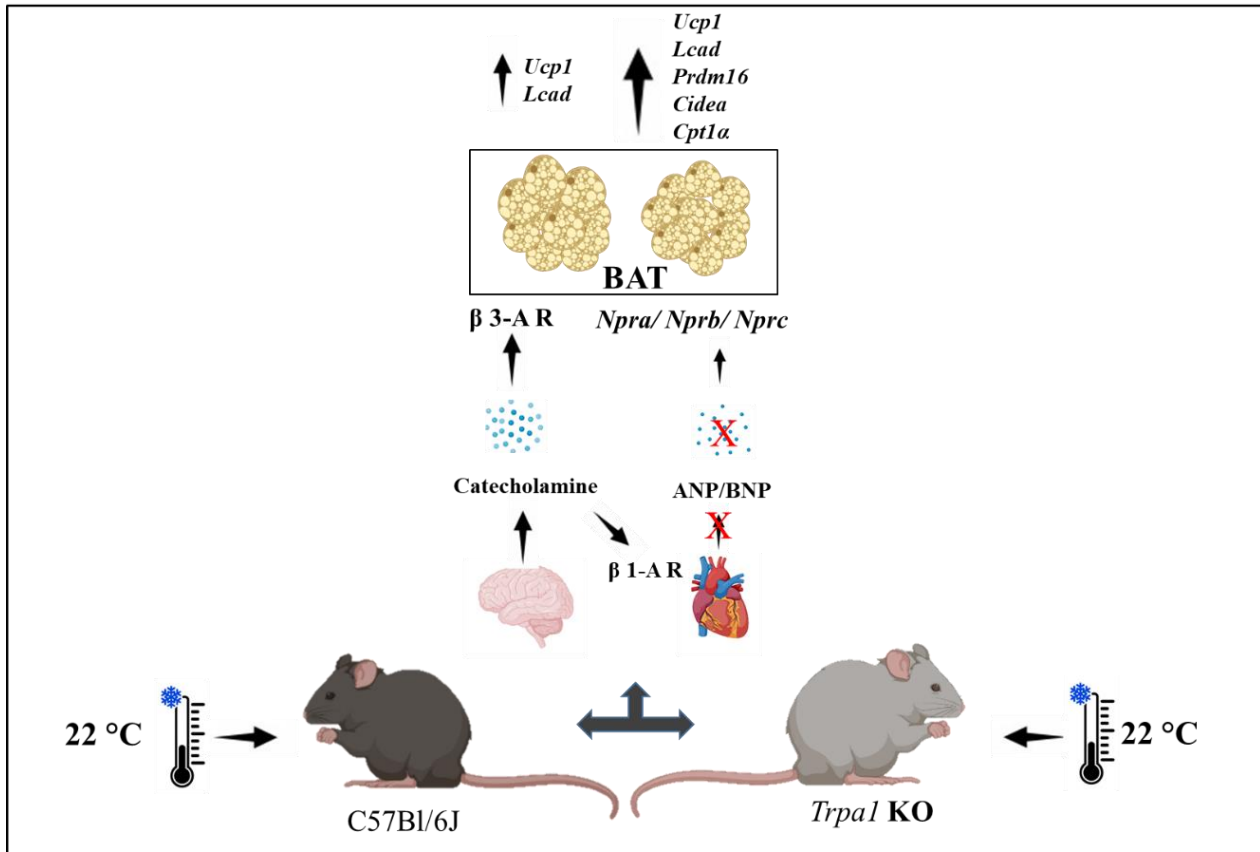 Ucp1
Lcad
Ucp1
Lcad
Prdm16
Cidea
Cpt1α
BAT
β 3-A R
Npra/ Nprb/ Nprc
X
Catecholamine
ANP/BNP
X
β 1-A R
22 °C
22 °C
C57Bl/6J
Trpa1 KO